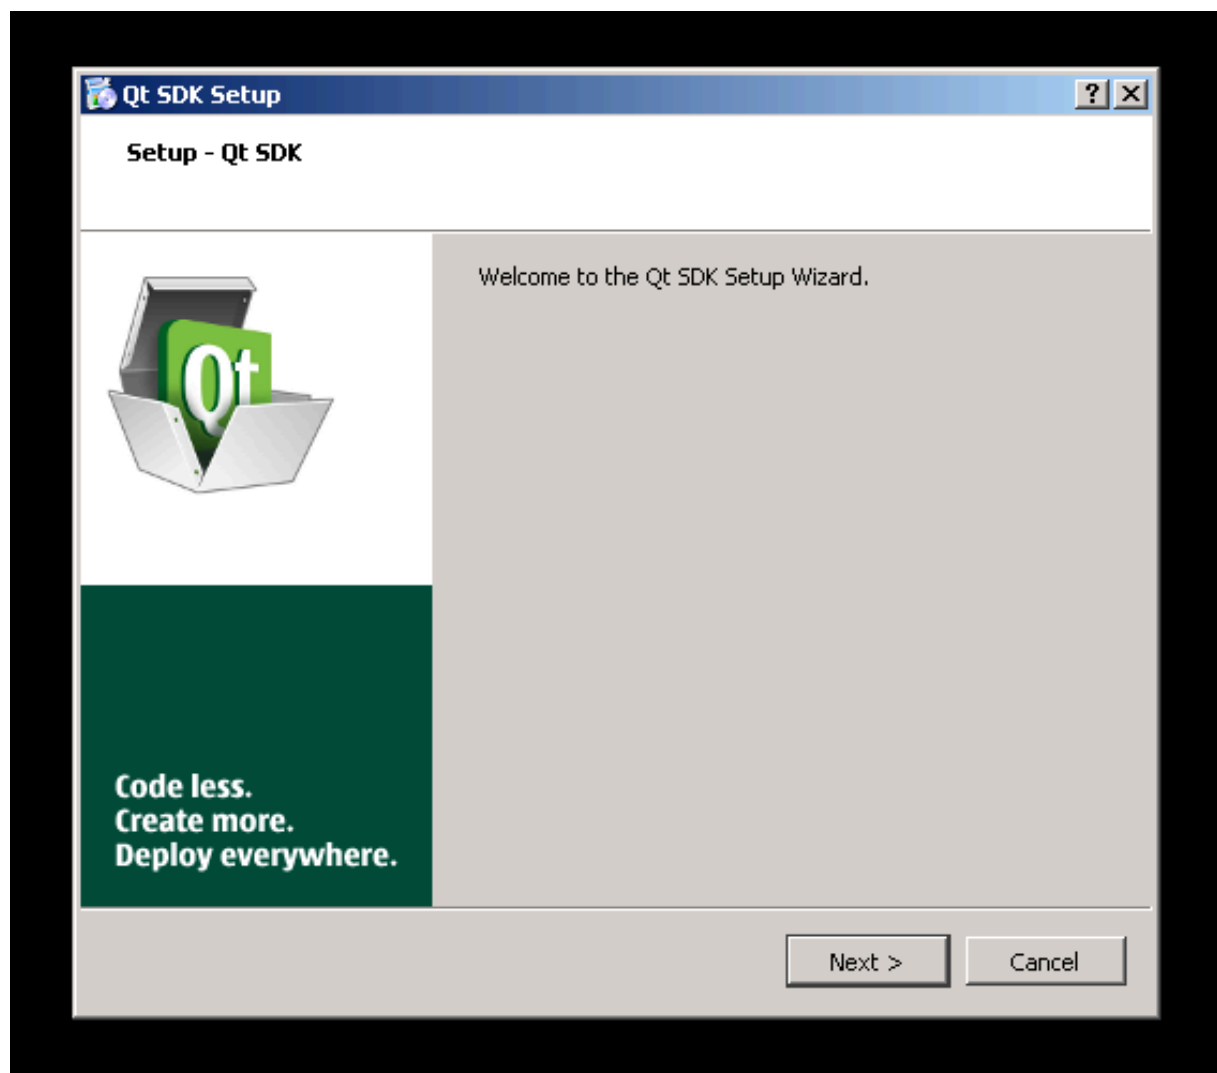 Qt SDK Setup
Setup - Qt SDK
Welcome to the Qt SDK Setup Wizard.
Qt
Code less.
Create more.
Deploy everywhere.
Next >
Cancel